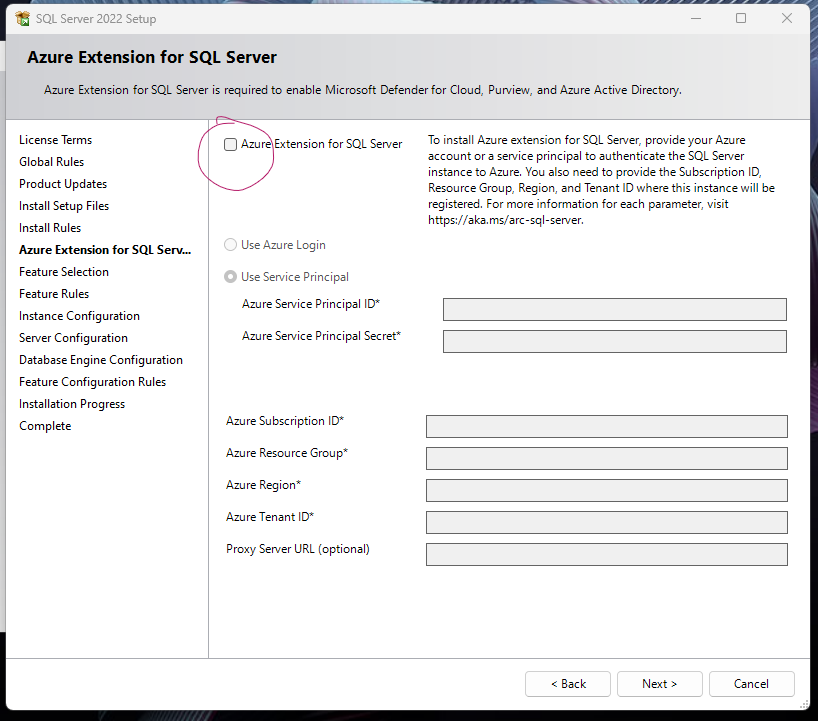 SQL Server 2022 Setup
Azure Extension for SQL Server
Azure Extension for SQL Server is required to enable Microsoft Defender for Cloud, Purview, and Azure Active Directory.
License Terms
Global Rules
Product Updates
Install Setup Files
Install Rules
Azure Extension for SQL Serv...
Feature Selection
Feature Rules
Instance Configuration
Server Configuration
Database Engine Configuration
Feature Configuration Rules
Installation Progress
Complete
Azure Extension for SQL Server
To install Azure extension for SQL Server, provide your Azure
account or a service principal to authenticate the SQL Server
instance to Azure. You also need to provide the Subscription ID,
Resource Group, Region, and Tenant ID where this instance will be
registered. For more information for each parameter, visit
https://aka.ms/arc-sql-server.
Use Azure Login
Use Service Principal
Azure Service Principal ID*
Azure Service Principal Secret*
Azure Subscription ID*
Azure Resource Group*
Azure Region*
Azure Tenant ID*
Proxy Server URL (optional)
< Back
Next >
Cancel